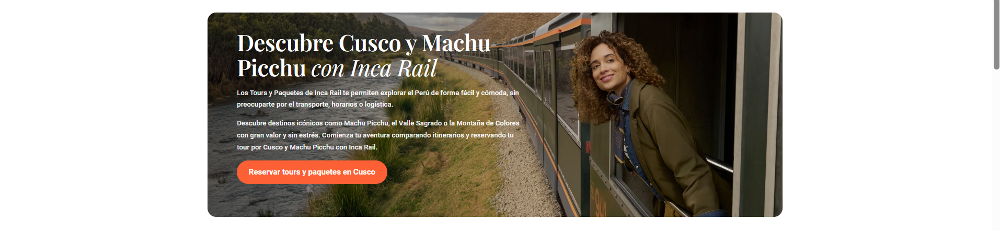 Descubre Cusco y Machu
Picchu con Inca Rail
Los Tours y Paquetes de Inca Rail te permiten explorar el Perú de forma fácil y cómoda, sin
preocuparte por el transporte, horarios o logística.
Descubre destinos icónicos como Machu Picchu, el Valle Sagrado o la Montaña de Colores
con gran valor y sin estrés. Comienza tu aventura comparando itinerarios y reservando tu
tour por Cusco y Machu Picchu con Inca Rail.
Reservar tours y paquetes en Cusco